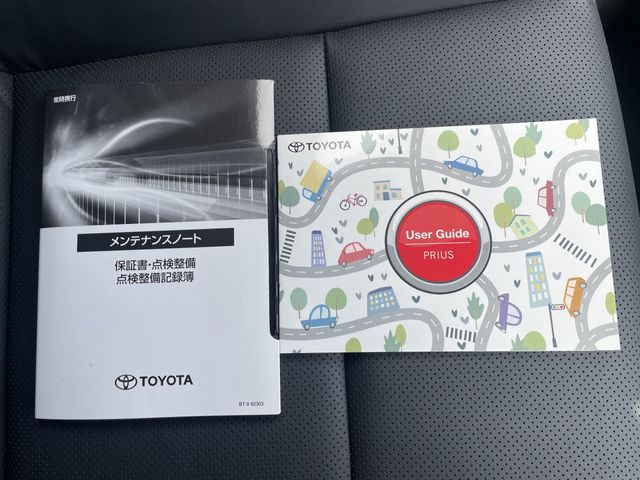 常時携行
メンテナンスノート
保証書・点検整備
点検整備記録簿
TOYOTA
BT-0 62303
TOYOTA
User Guide
PRIUS